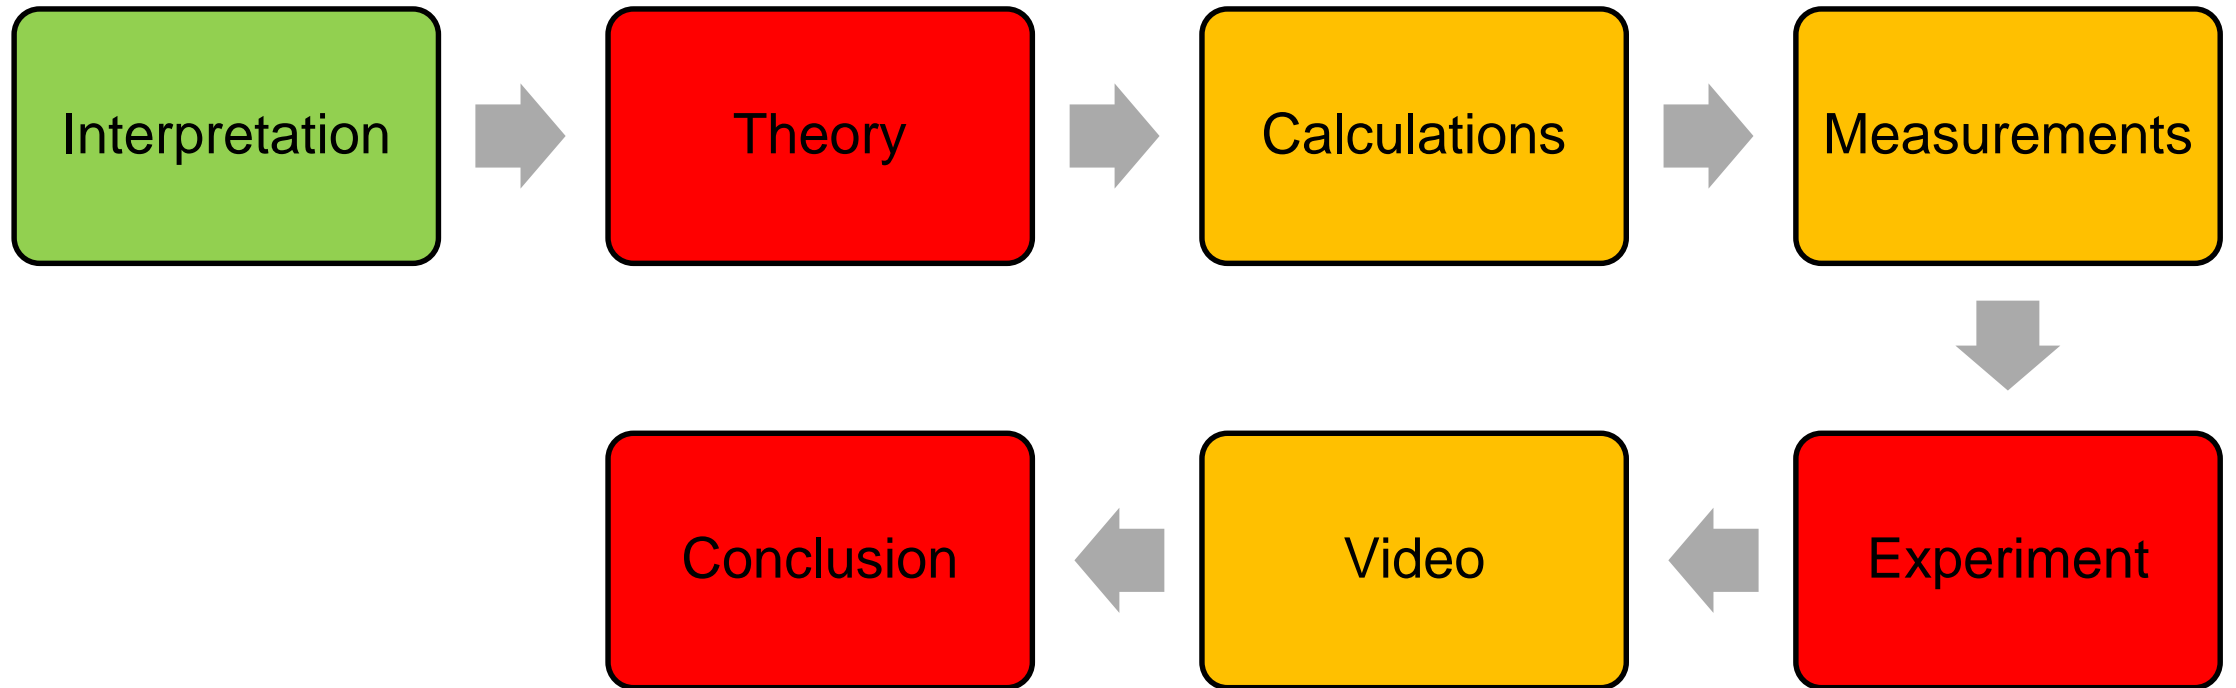 Interpretation
Theory
Calculations
Measurements
Experiment
Video
Conclusion